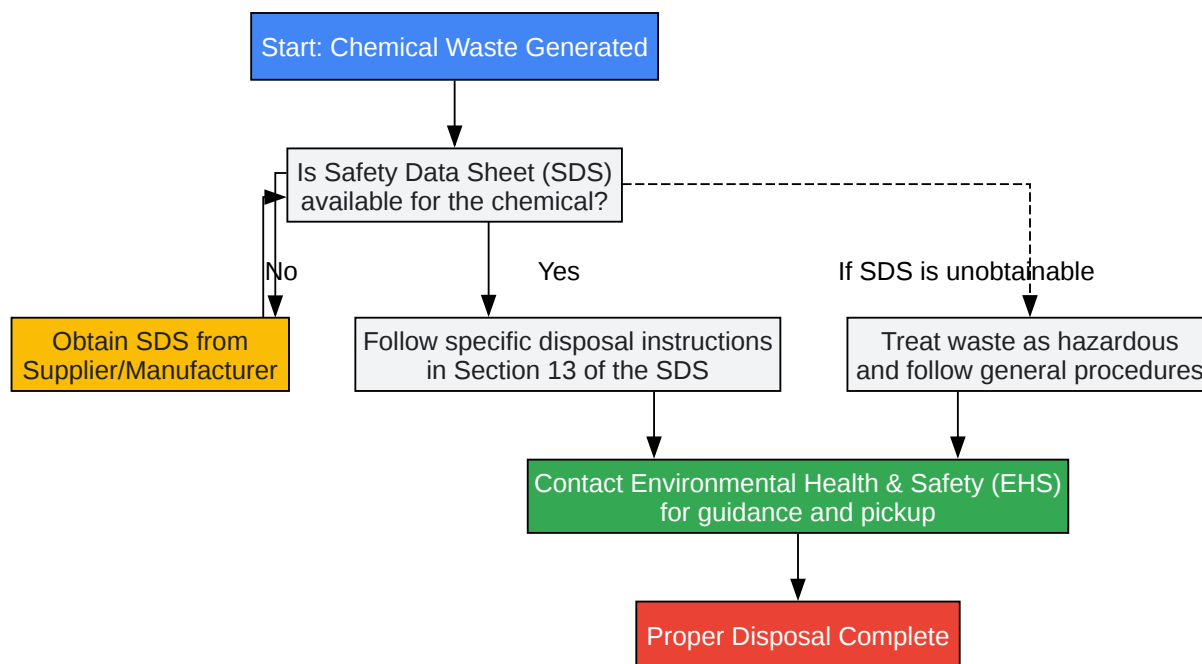 Start: Chemical Waste Generated
Is Safety Data Sheet (SDS)
available for the chemical?
No
Yes
If SDS is unobtainable
Obtain SDS from
Supplier/Manufacturer
Follow specific disposal instructions
in Section 13 of the SDS
Treat waste as hazardous
and follow general procedures
Contact Environmental Health & Safety (EHS)
for guidance and pickup
Proper Disposal Complete